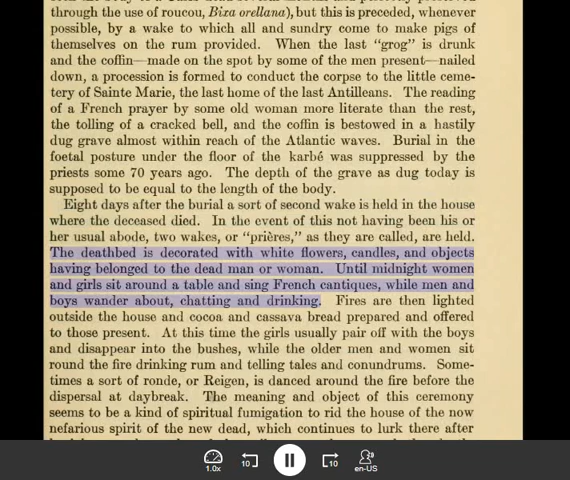 through the use of roucou, Bixa orellana), but this is preceded, whenever
possible, by a wake to which all and sundry come to make pigs of
themselves on the rum provided. When the last “grog” is drunk
and the coffin—made on the spot by some of the men present—nailed
down, a procession is formed to conduct the corpse to the little ceme-
tery of Sainte Marie, the last home of the last Antilleans. The reading
of a French prayer by some old woman more literate than the rest,
the tolling of a cracked bell, and the coffin is bestowed in a hastily
dug grave almost within reach of the Atlantic waves. Burial in the
foetal posture under the floor of the karbé was suppressed by the
priests some 70 years ago. The depth of the grave as dug today is
supposed to be equal to the length of the body.
Eight days after the burial a sort of second wake is held in the house
where the deceased died. In the event of this not having been his or
her usual abode, two wakes, or “prières,” as they are called, are held.
The deathbed is decorated with white flowers, candles, and objects
having belonged to the dead man or woman. Until midnight women
and girls sit around a table and sing French cantiques, while men and
boys wander about, chatting and drinking. Fires are then lighted
outside the house and cocoa and cassava bread prepared and offered
to those present. At this time the girls usually pair off with the boys
and disappear into the bushes, while the older men and women sit
round the fire drinking rum and telling tales and conundrums. Some-
times a sort of ronde, or Reigen, is danced around the fire before the
dispersal at daybreak. The meaning and object of this ceremony
seems to be a kind of spiritual fumigation to rid the house of the now
nefarious spirit of the new dead, which continues to lurk there after
1.0x
10
10
en-US